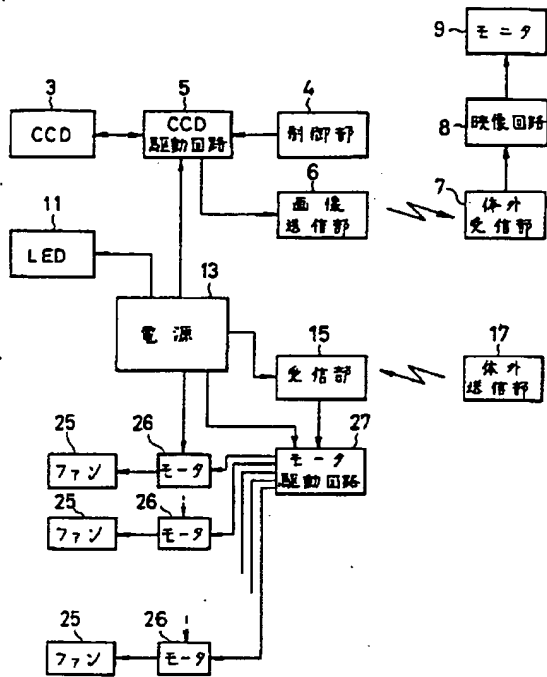 9
モニタ
3
5
4
8
映像回路
CCD
CCD
駆動回路
制御部
6
7
画像
送信部
体外
受信部
11
LED
13
電源
15
受信部
17
体外
送信部
25
26
27
ファン
モータ
モータ
駆動回路
25
26
ファン
モータ
25
26
ファン
モータ